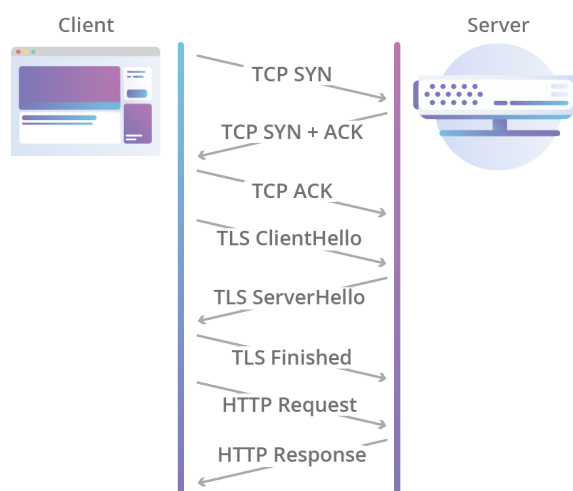 Client
Server
TCP SYN
TCP SYN + ACK
TCP ACK
TLS ClientHello
TLS ServerHello
TLS Finished
HTTP Request
HTTP Response